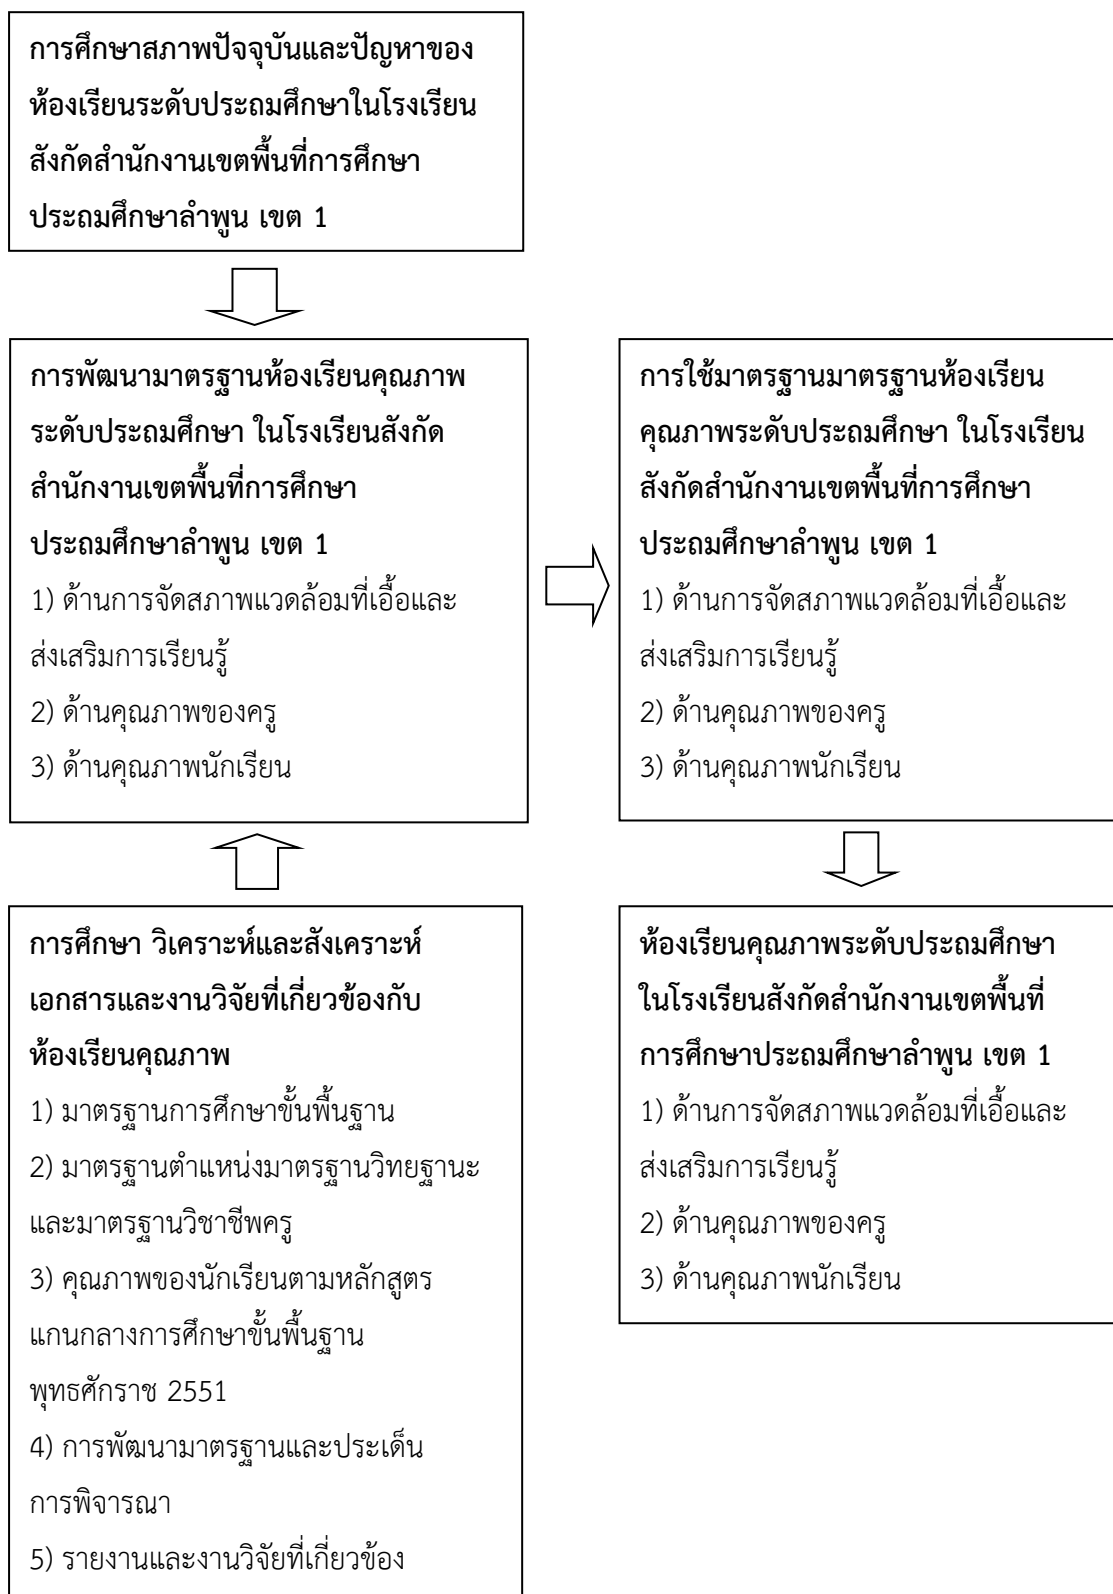 การศึกษาสภาพปัจจุบันและปัญหาของ
ห้องเรียนระดับประถมศึกษาในโรงเรียน
สังกัดสำนักงานเขตพื้นที่การศึกษา
ประถมศึกษาลำพูน เขต 1
การพัฒนามาตรฐานห้องเรียนคุณภาพ
ระดับประถมศึกษา ในโรงเรียนสังกัด
สำนักงานเขตพื้นที่การศึกษา
ประถมศึกษาลำพูน เขต 1
1) ด้านการจัดสภาพแวดล้อมที่เอื้อและ
ส่งเสริมการเรียนรู้
2) ด้านคุณภาพของครู
3) ด้านคุณภาพนักเรียน
การใช้มาตรฐานมาตรฐานห้องเรียน
คุณภาพระดับประถมศึกษา ในโรงเรียน
สังกัดสำนักงานเขตพื้นที่การศึกษา
ประถมศึกษาลำพูน เขต 1
1) ด้านการจัดสภาพแวดล้อมที่เอื้อและ
ส่งเสริมการเรียนรู้
2) ด้านคุณภาพของครู
3) ด้านคุณภาพนักเรียน
การศึกษา วิเคราะห์และสังเคราะห์
เอกสารและงานวิจัยที่เกี่ยวข้องกับ
ห้องเรียนคุณภาพ
1) มาตรฐานการศึกษาขั้นพื้นฐาน
2) มาตรฐานตำแหน่งมาตรฐานวิทยฐานะ
และมาตรฐานวิชาชีพครู
3) คุณภาพของนักเรียนตามหลักสูตร
แกนกลางการศึกษาขั้นพื้นฐาน
พุทธศักราช 2551
4) การพัฒนามาตรฐานและประเด็น
การพิจารณา
5) รายงานและงานวิจัยที่เกี่ยวข้อง
ห้องเรียนคุณภาพระดับประถมศึกษา
ในโรงเรียนสังกัดสำนักงานเขตพื้นที่
การศึกษาประถมศึกษาลำพูน เขต 1
1) ด้านการจัดสภาพแวดล้อมที่เอื้อและ
ส่งเสริมการเรียนรู้
2) ด้านคุณภาพของครู
3) ด้านคุณภาพนักเรียน